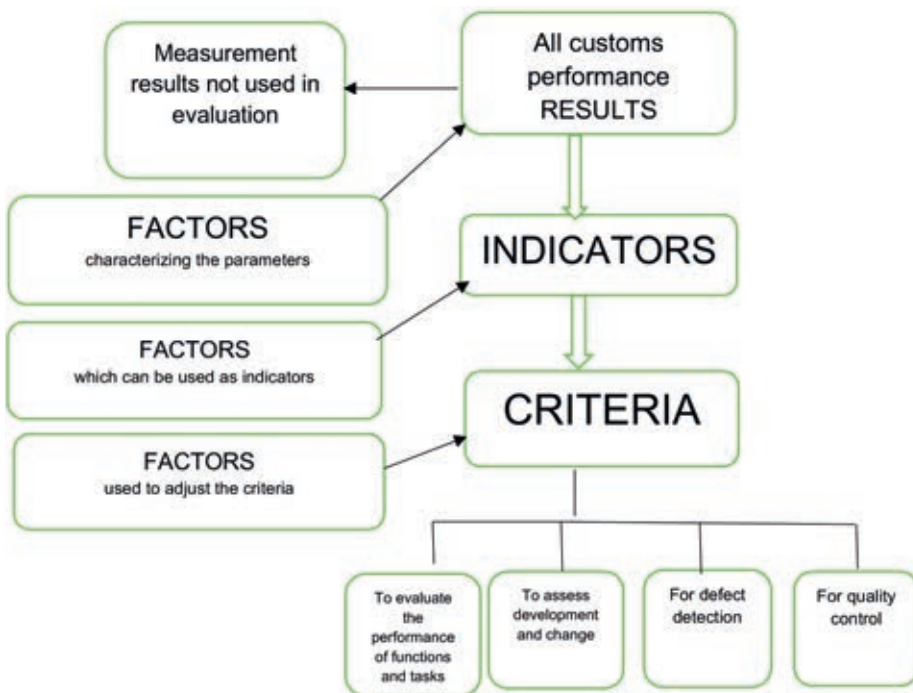 Measurement
results not used in
evaluation
All customs
performance
RESULTS
FACTORS
characterizing the parameters
INDICATORS
FACTORS
which can be used as indicators
CRITERIA
FACTORS
used to adjust the criteria
To evaluate
the
performance
of functions
and tasks
To assess
development
and change
For defect
detection
For quality
control